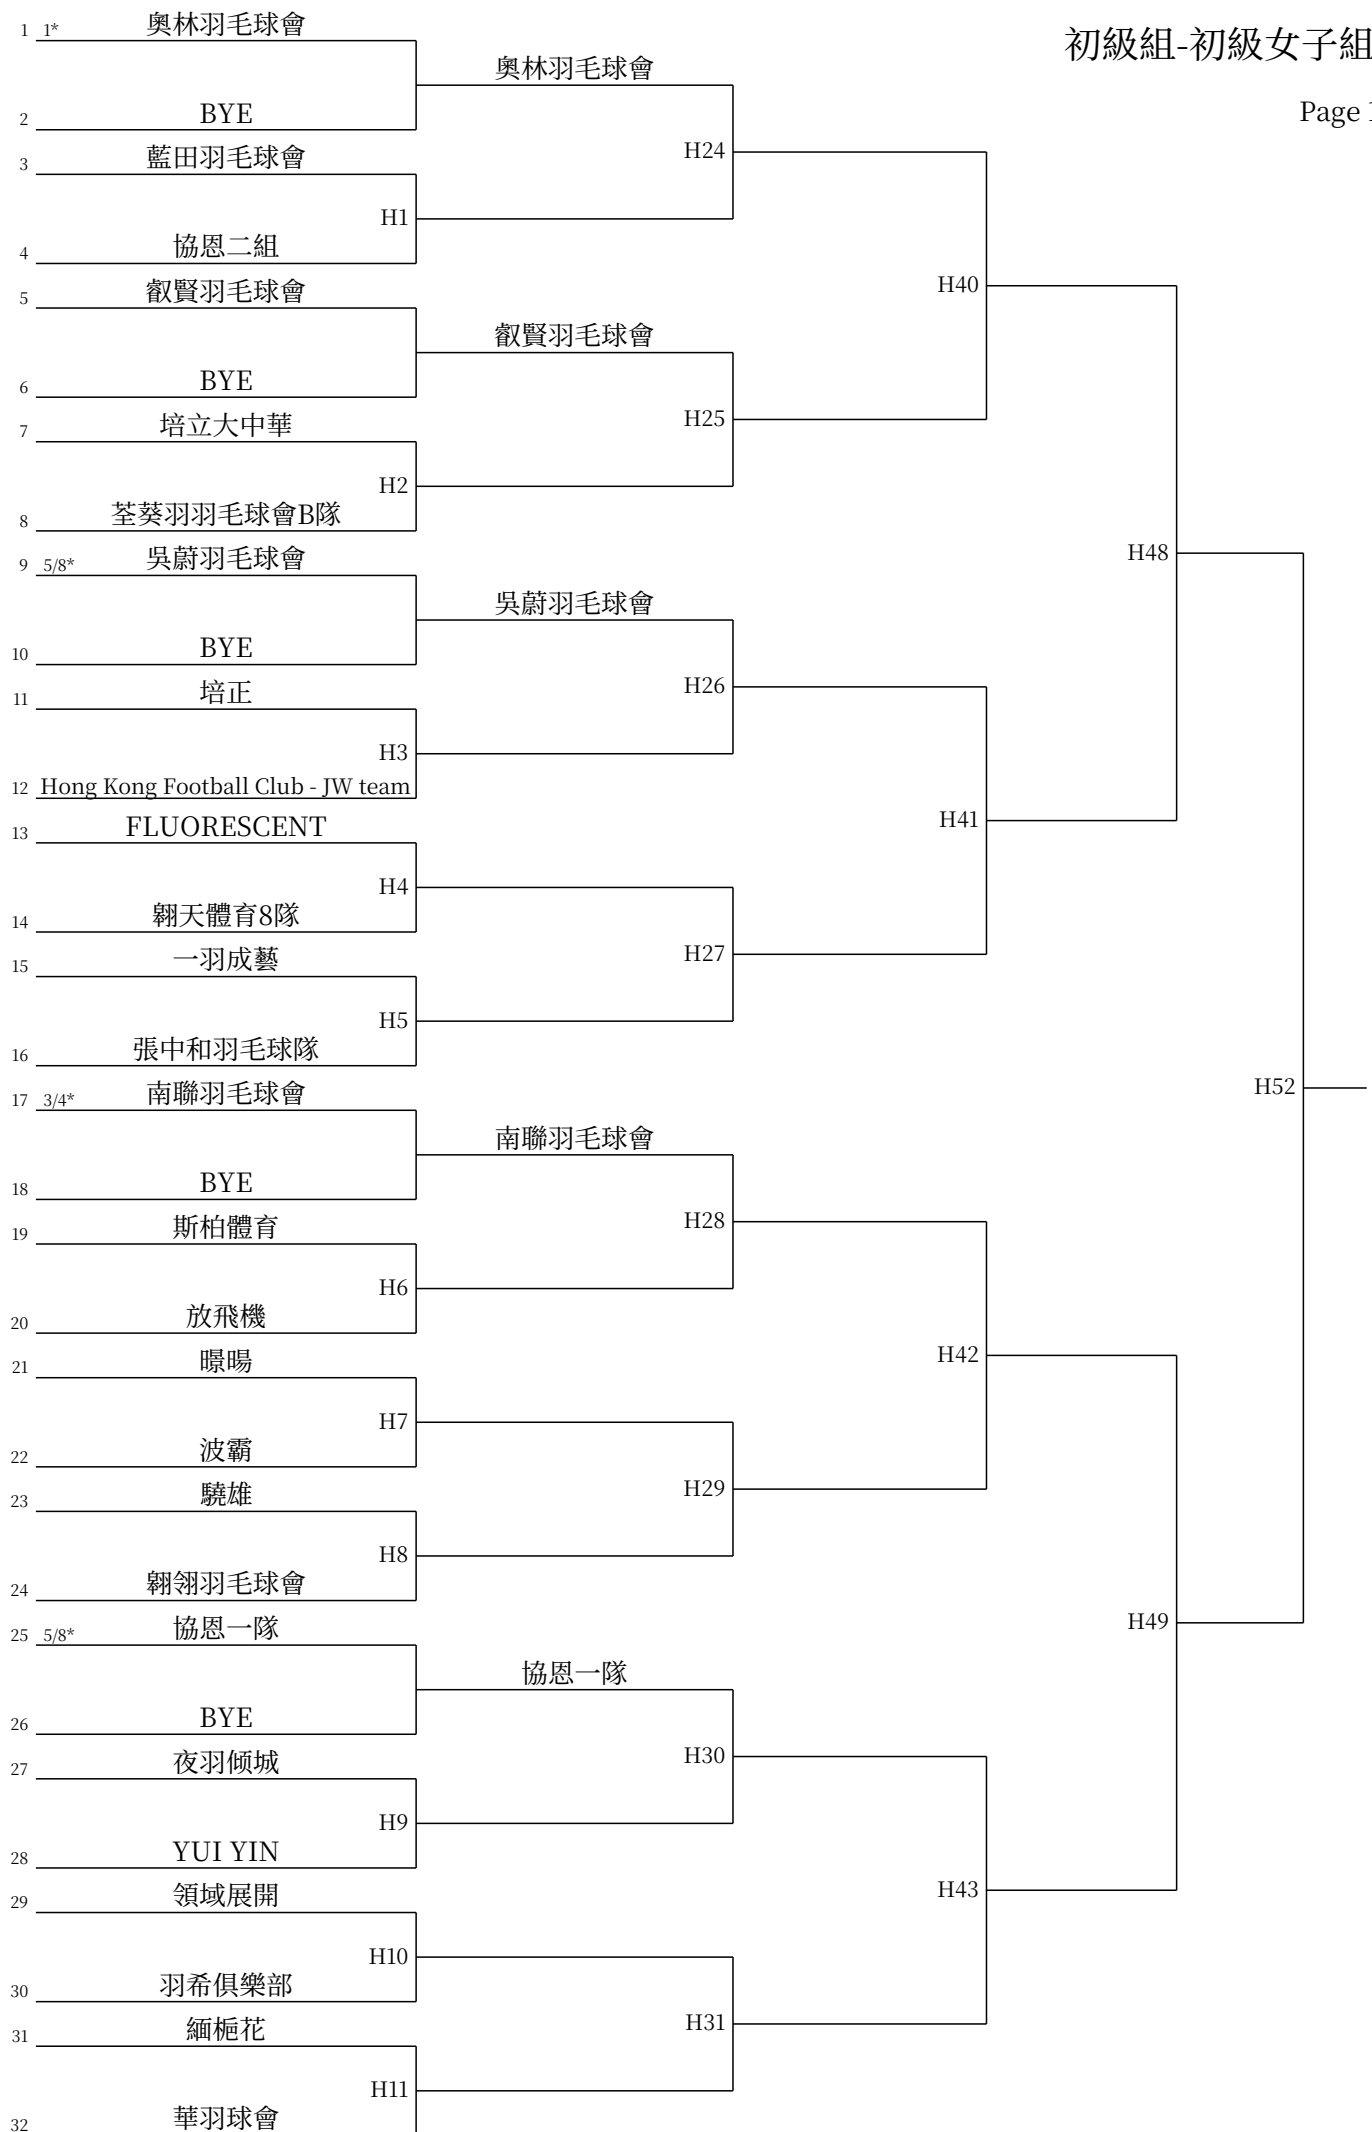 初級組-初級女子組
Page 1
1 1* 奧林羽毛球會
奧林羽毛球會
2 BYE
H24
3 藍田羽毛球會
H1
4 協恩二組
H40
5 叡賢羽毛球會
叡賢羽毛球會
6 BYE
H25
7 培立大中華
H2
8 荃葵羽羽毛球會B隊
H48
9 5/8* 吳蔚羽毛球會
吳蔚羽毛球會
10 BYE
H26
11 培正
H3
12 Hong Kong Football Club - JW team
H41
13 FLUORESCENT
H4
14 翱天體育8隊
H27
15 一羽成藝
H5
16 張中和羽毛球隊
H52
17 3/4* 南聯羽毛球會
南聯羽毛球會
18 BYE
H28
19 斯柏體育
H6
20 放飛機
H42
21 暻暘
H7
22 波霸
H29
23 驍雄
H8
24 翱翎羽毛球會
H49
25 5/8* 協恩一隊
協恩一隊
26 BYE
H30
27 夜羽倾城
H9
28 YUI YIN
H43
29 領域展開
H10
30 羽希俱樂部
H31
31 緬梔花
H11
32 華羽球會